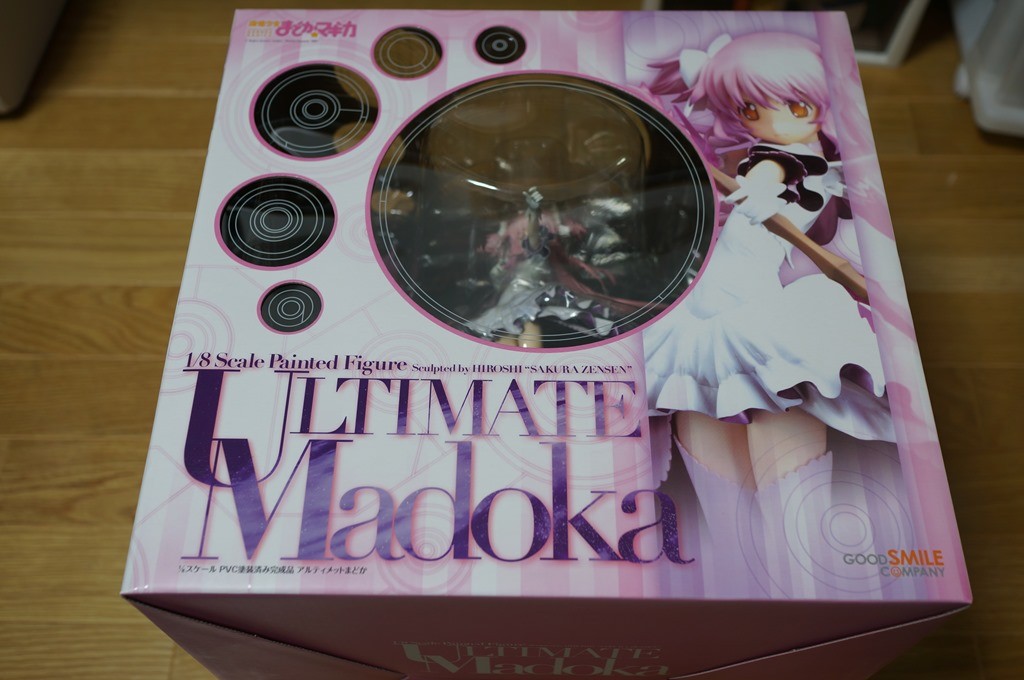 魔法少女
まどか☆マギカ
1/8 Scale Painted Figure Sculpted by HIROSHI "SAKURA ZENSEN"
ULTIMATE
Madoka
⅛スケール PVC塗装済み完成品 アルティメットまどか
GOOD SMILE
COMPANY
ULTIMATE
Madoka